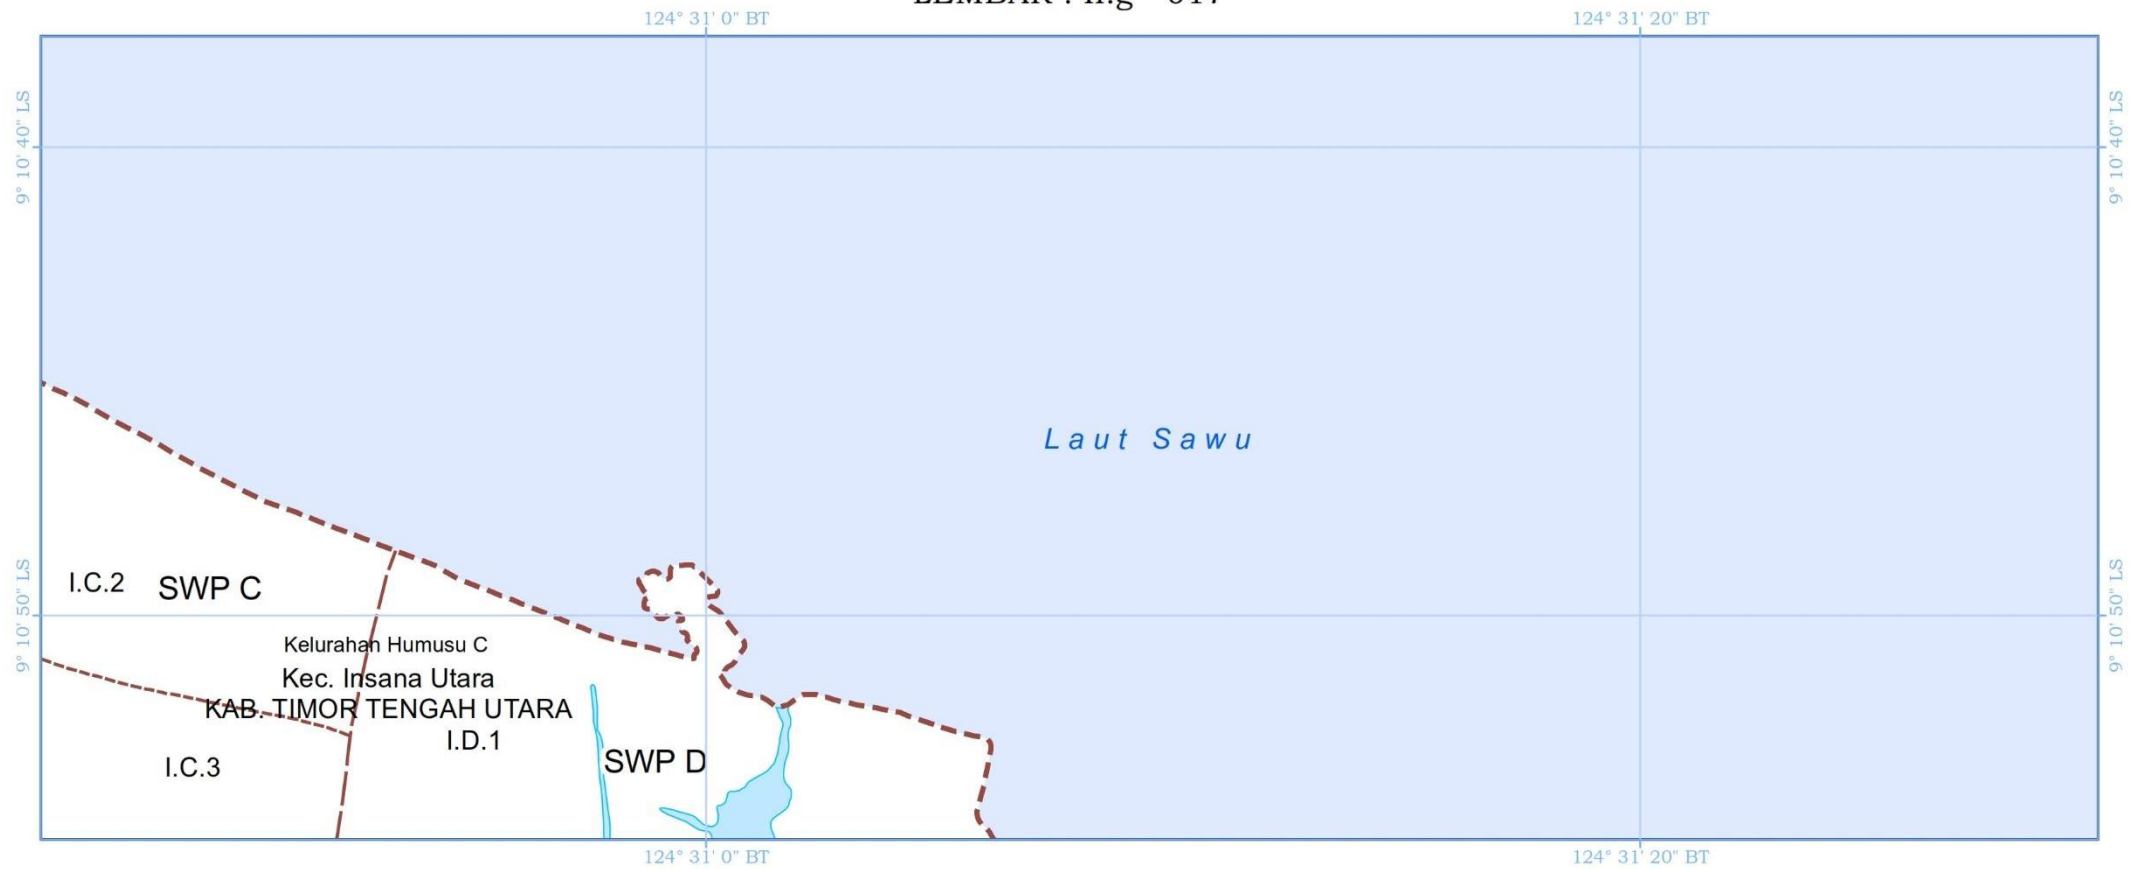 124° 31' 0" BT
124° 31' 20" BT
9° 10' 40" LS
9° 10' 40" LS
Laut Sawu
I.C.2
SWP C
9° 10' 50" LS
9° 10' 50" LS
Kelurahan Humusu C
Kec. Insana Utara
KAB. TIMOR TENGAH UTARA
I.D.1
I.C.3
SWP D
124° 31' 0" BT
124° 31' 20" BT